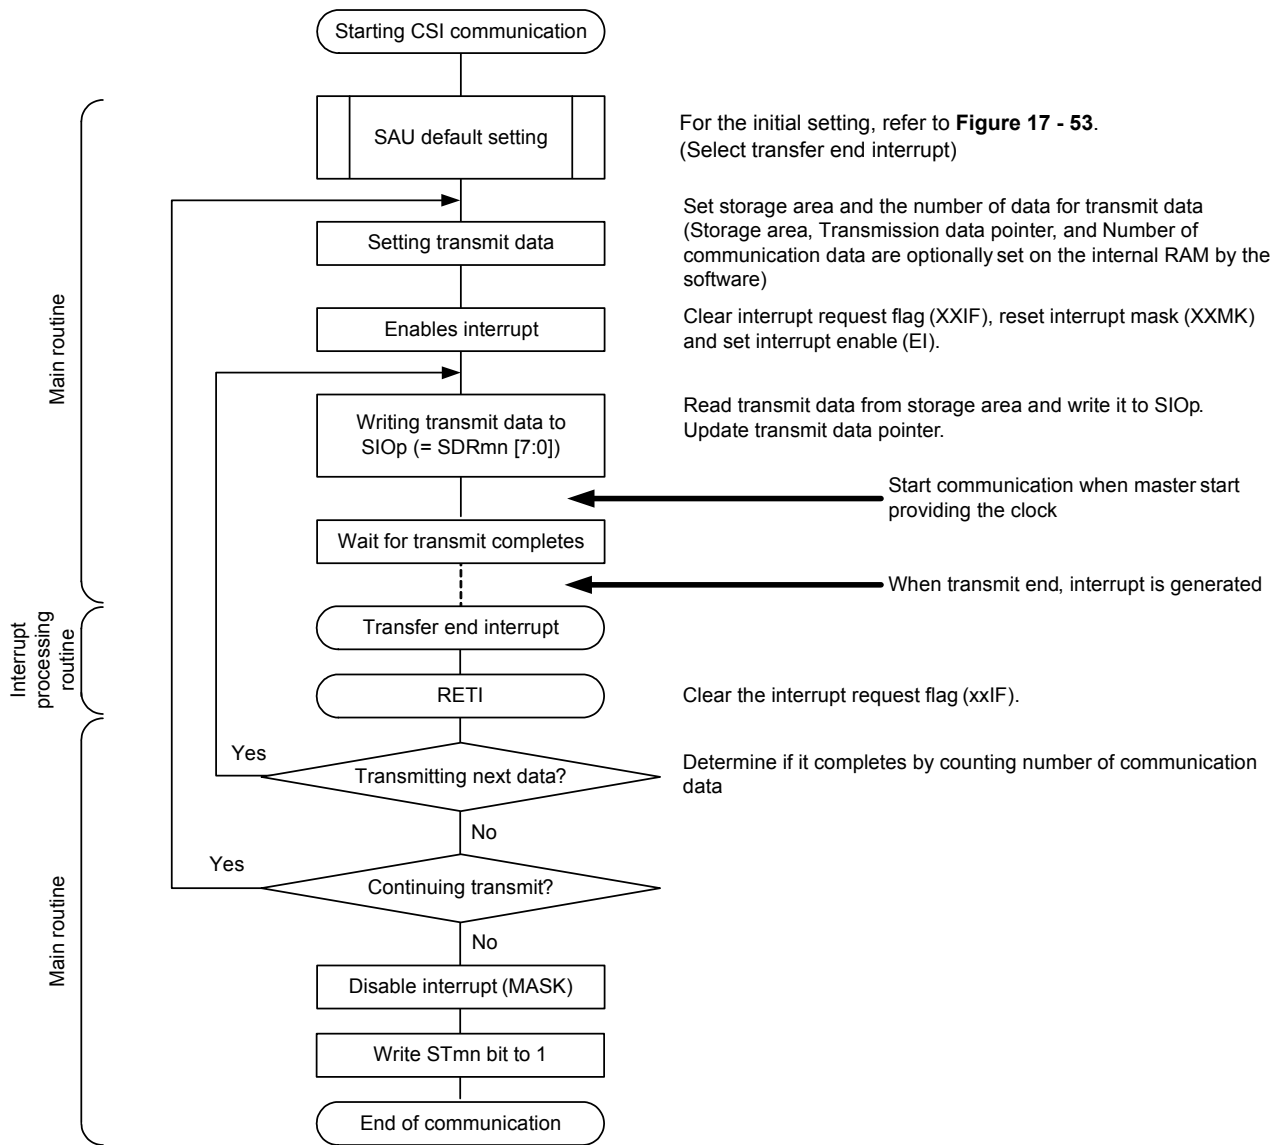 Starting CSI communication
SAU default setting
For the initial setting, refer to Figure 17 - 53.
(Select transfer end interrupt)
Setting transmit data
Set storage area and the number of data for transmit data
(Storage area, Transmission data pointer, and Number of
communication data are optionally set on the internal RAM by the
software)
Main routine
Enables interrupt
Clear interrupt request flag (XXIF), reset interrupt mask (XXMK)
and set interrupt enable (EI).
Writing transmit data to
SIOp (= SDRmn [7:0])
Read transmit data from storage area and write it to SIOp.
Update transmit data pointer.
Start communication when master start
providing the clock
Wait for transmit completes
When transmit end, interrupt is generated
Interrupt
processing
routine
Transfer end interrupt
RETI
Clear the interrupt request flag (xxIF).
Yes
Transmitting next data?
Determine if it completes by counting number of communication
data
No
Yes
Continuing transmit?
No
Main routine
Disable interrupt (MASK)
Write STmn bit to 1
End of communication